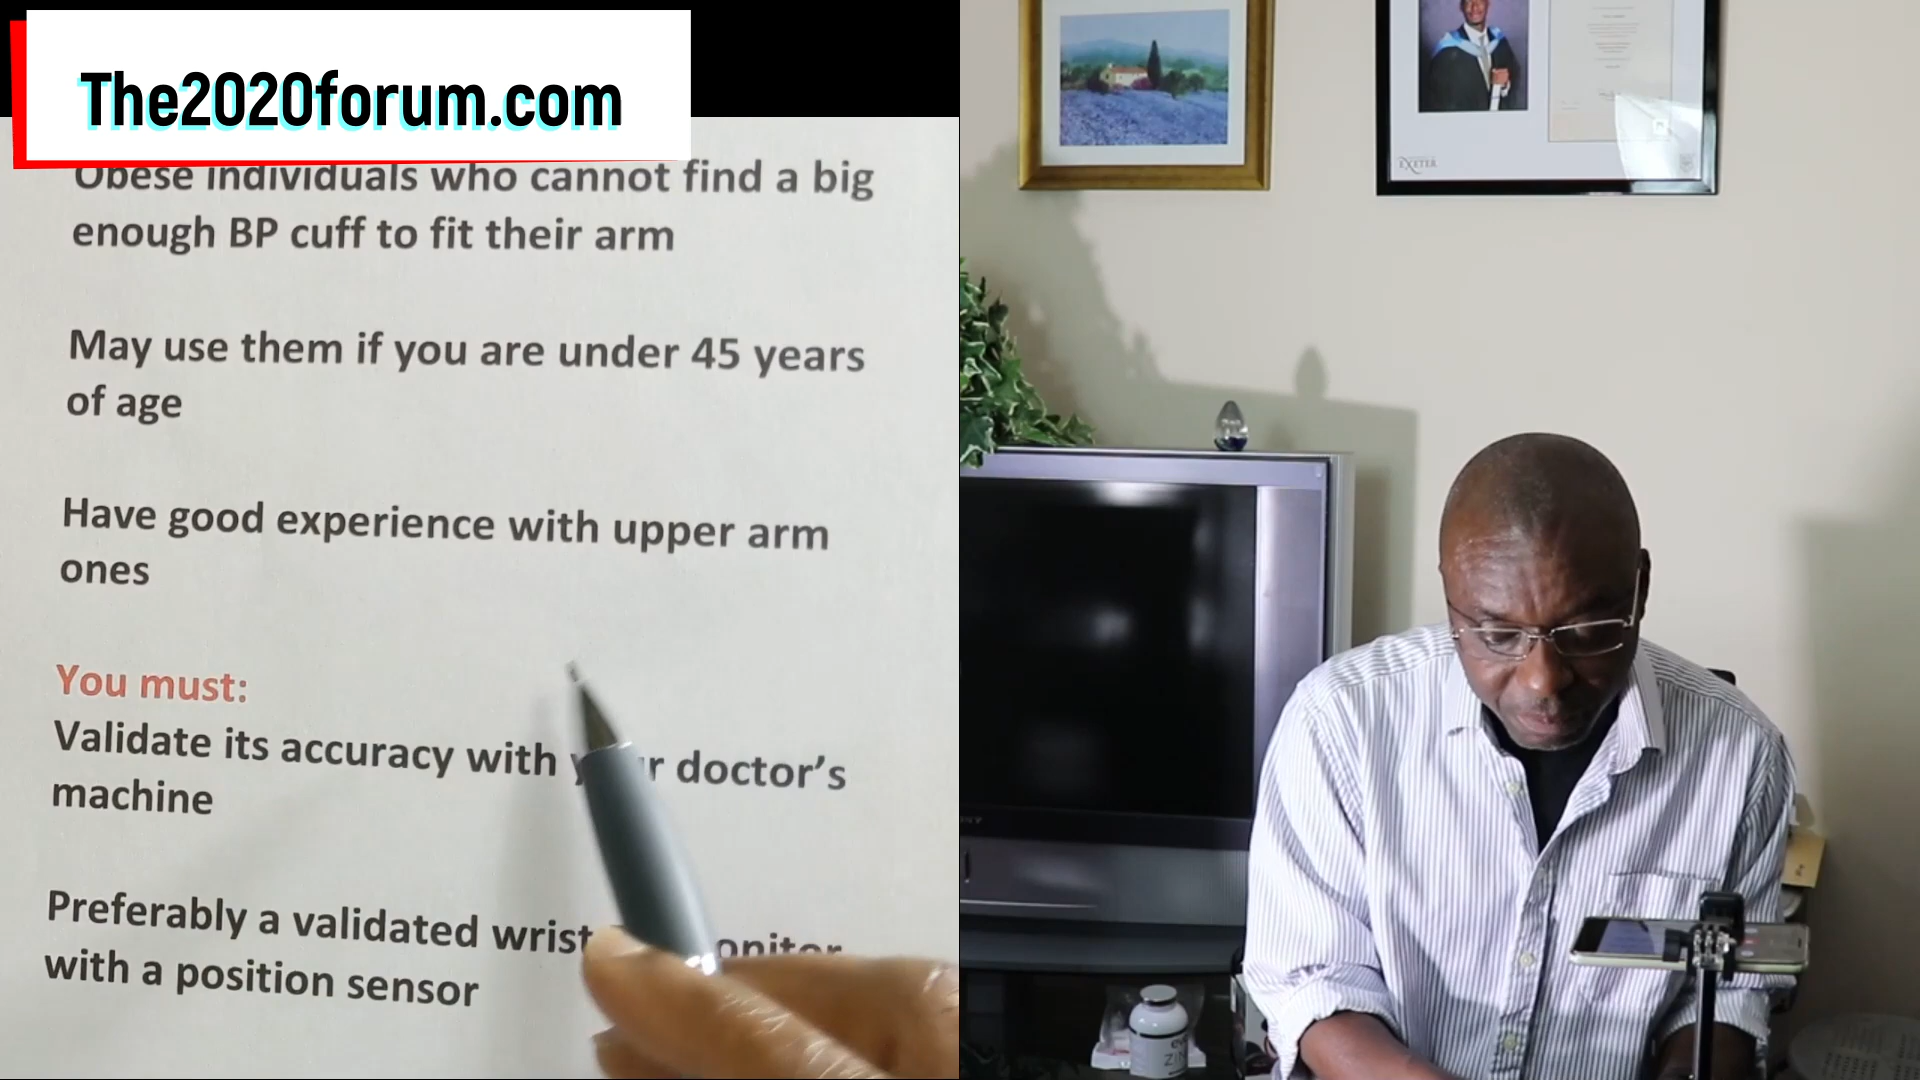 The2020forum.com
Obese individuals who cannot find a big
enough BP cuff to fit their arm
May use them if you are under 45 years
of age
Have good experience with upper arm
ones
You must:
Validate its accuracy with doctor's
machine
Preferably a validated wrist
with a position sensor
EXETER